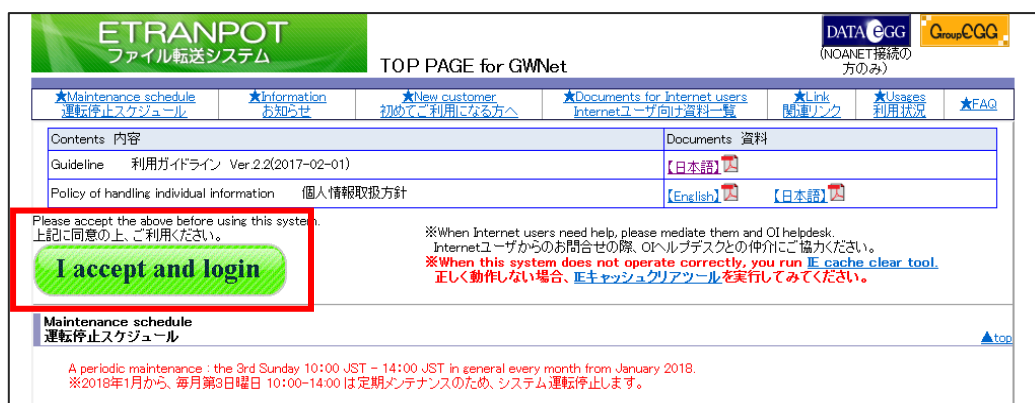 ETRANPOT
ファイル転送システム
TOP PAGE for GWNet
DATA eGG
GroupEGG
(NOANET接続の
方のみ)
★Maintenance schedule
運転停止スケジュール
★Information
お知らせ
★New customer
初めてご利用になる方へ
★Documents for Internet users
Internetユーザ向け資料一覧
★Link
関連リンク
★Usages
利用状況
★FAQ
Contents 内容
Documents 資料
Guideline 利用ガイドライン Ver.2.2(2017-02-01)
【日本語】
Policy of handling individual information 個人情報取扱方針
【English】 【日本語】
Please accept the above before using this system.
上記に同意の上、ご利用ください。
I accept and login
※When Internet users need help, please mediate them and OI helpdesk.
Internetユーザからのお問合せの際、OIヘルプデスクとの仲介にご協力ください。
※When this system does not operate correctly, you run IE cache clear tool.
正しく動作しない場合、IEキャッシュクリアツールを実行してみてください。
Maintenance schedule
運転停止スケジュール
▲top
A periodic maintenance : the 3rd Sunday 10:00 JST - 14:00 JST in general every month from January 2018.
※2018年1月から、毎月第3日曜日 10:00-14:00 は定期メンテナンスのため、システム運転停止します。